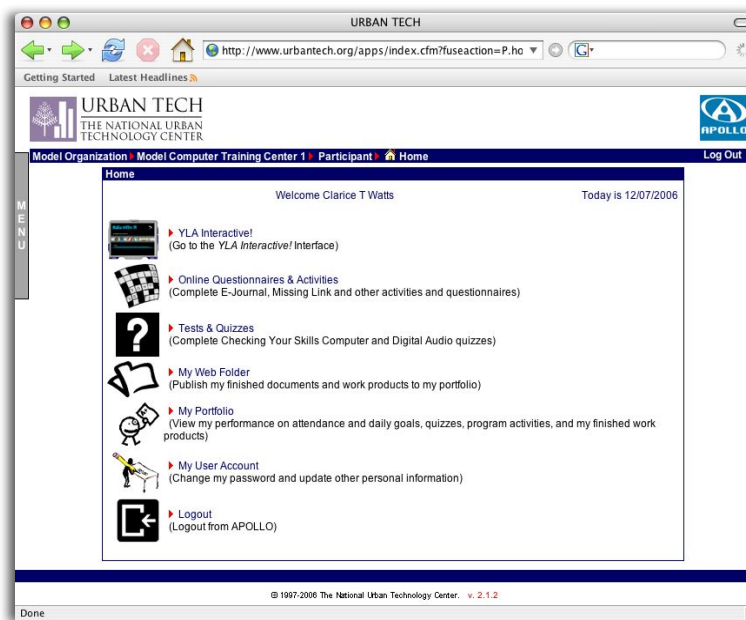 URBAN TECH
http://www.urbantech.org/apps/index.cfm?fuseaction=P.ho
G
Getting Started Latest Headlines
URBAN TECH
THE NATIONAL URBAN
TECHNOLOGY CENTER
APOLLO
Model Organization Model Computer Training Center 1 Participant Home Log Out
MENU
Home
Welcome Clarice T Watts Today is 12/07/2006
YLA Interactive!
(Go to the YLA Interactive! Interface)
Online Questionnaires & Activities
(Complete E-Journal, Missing Link and other activities and questionnaires)
?
Tests & Quizzes
(Complete Checking Your Skills Computer and Digital Audio quizzes)
My Web Folder
(Publish my finished documents and work products to my portfolio)
A+
My Portfolio
(View my performance on attendance and daily goals, quizzes, program activities, and my finished work
products)
My User Account
(Change my password and update other personal information)
Logout
(Logout from APOLLO)
© 1997-2006 The National Urban Technology Center. v. 2.1.2
Done